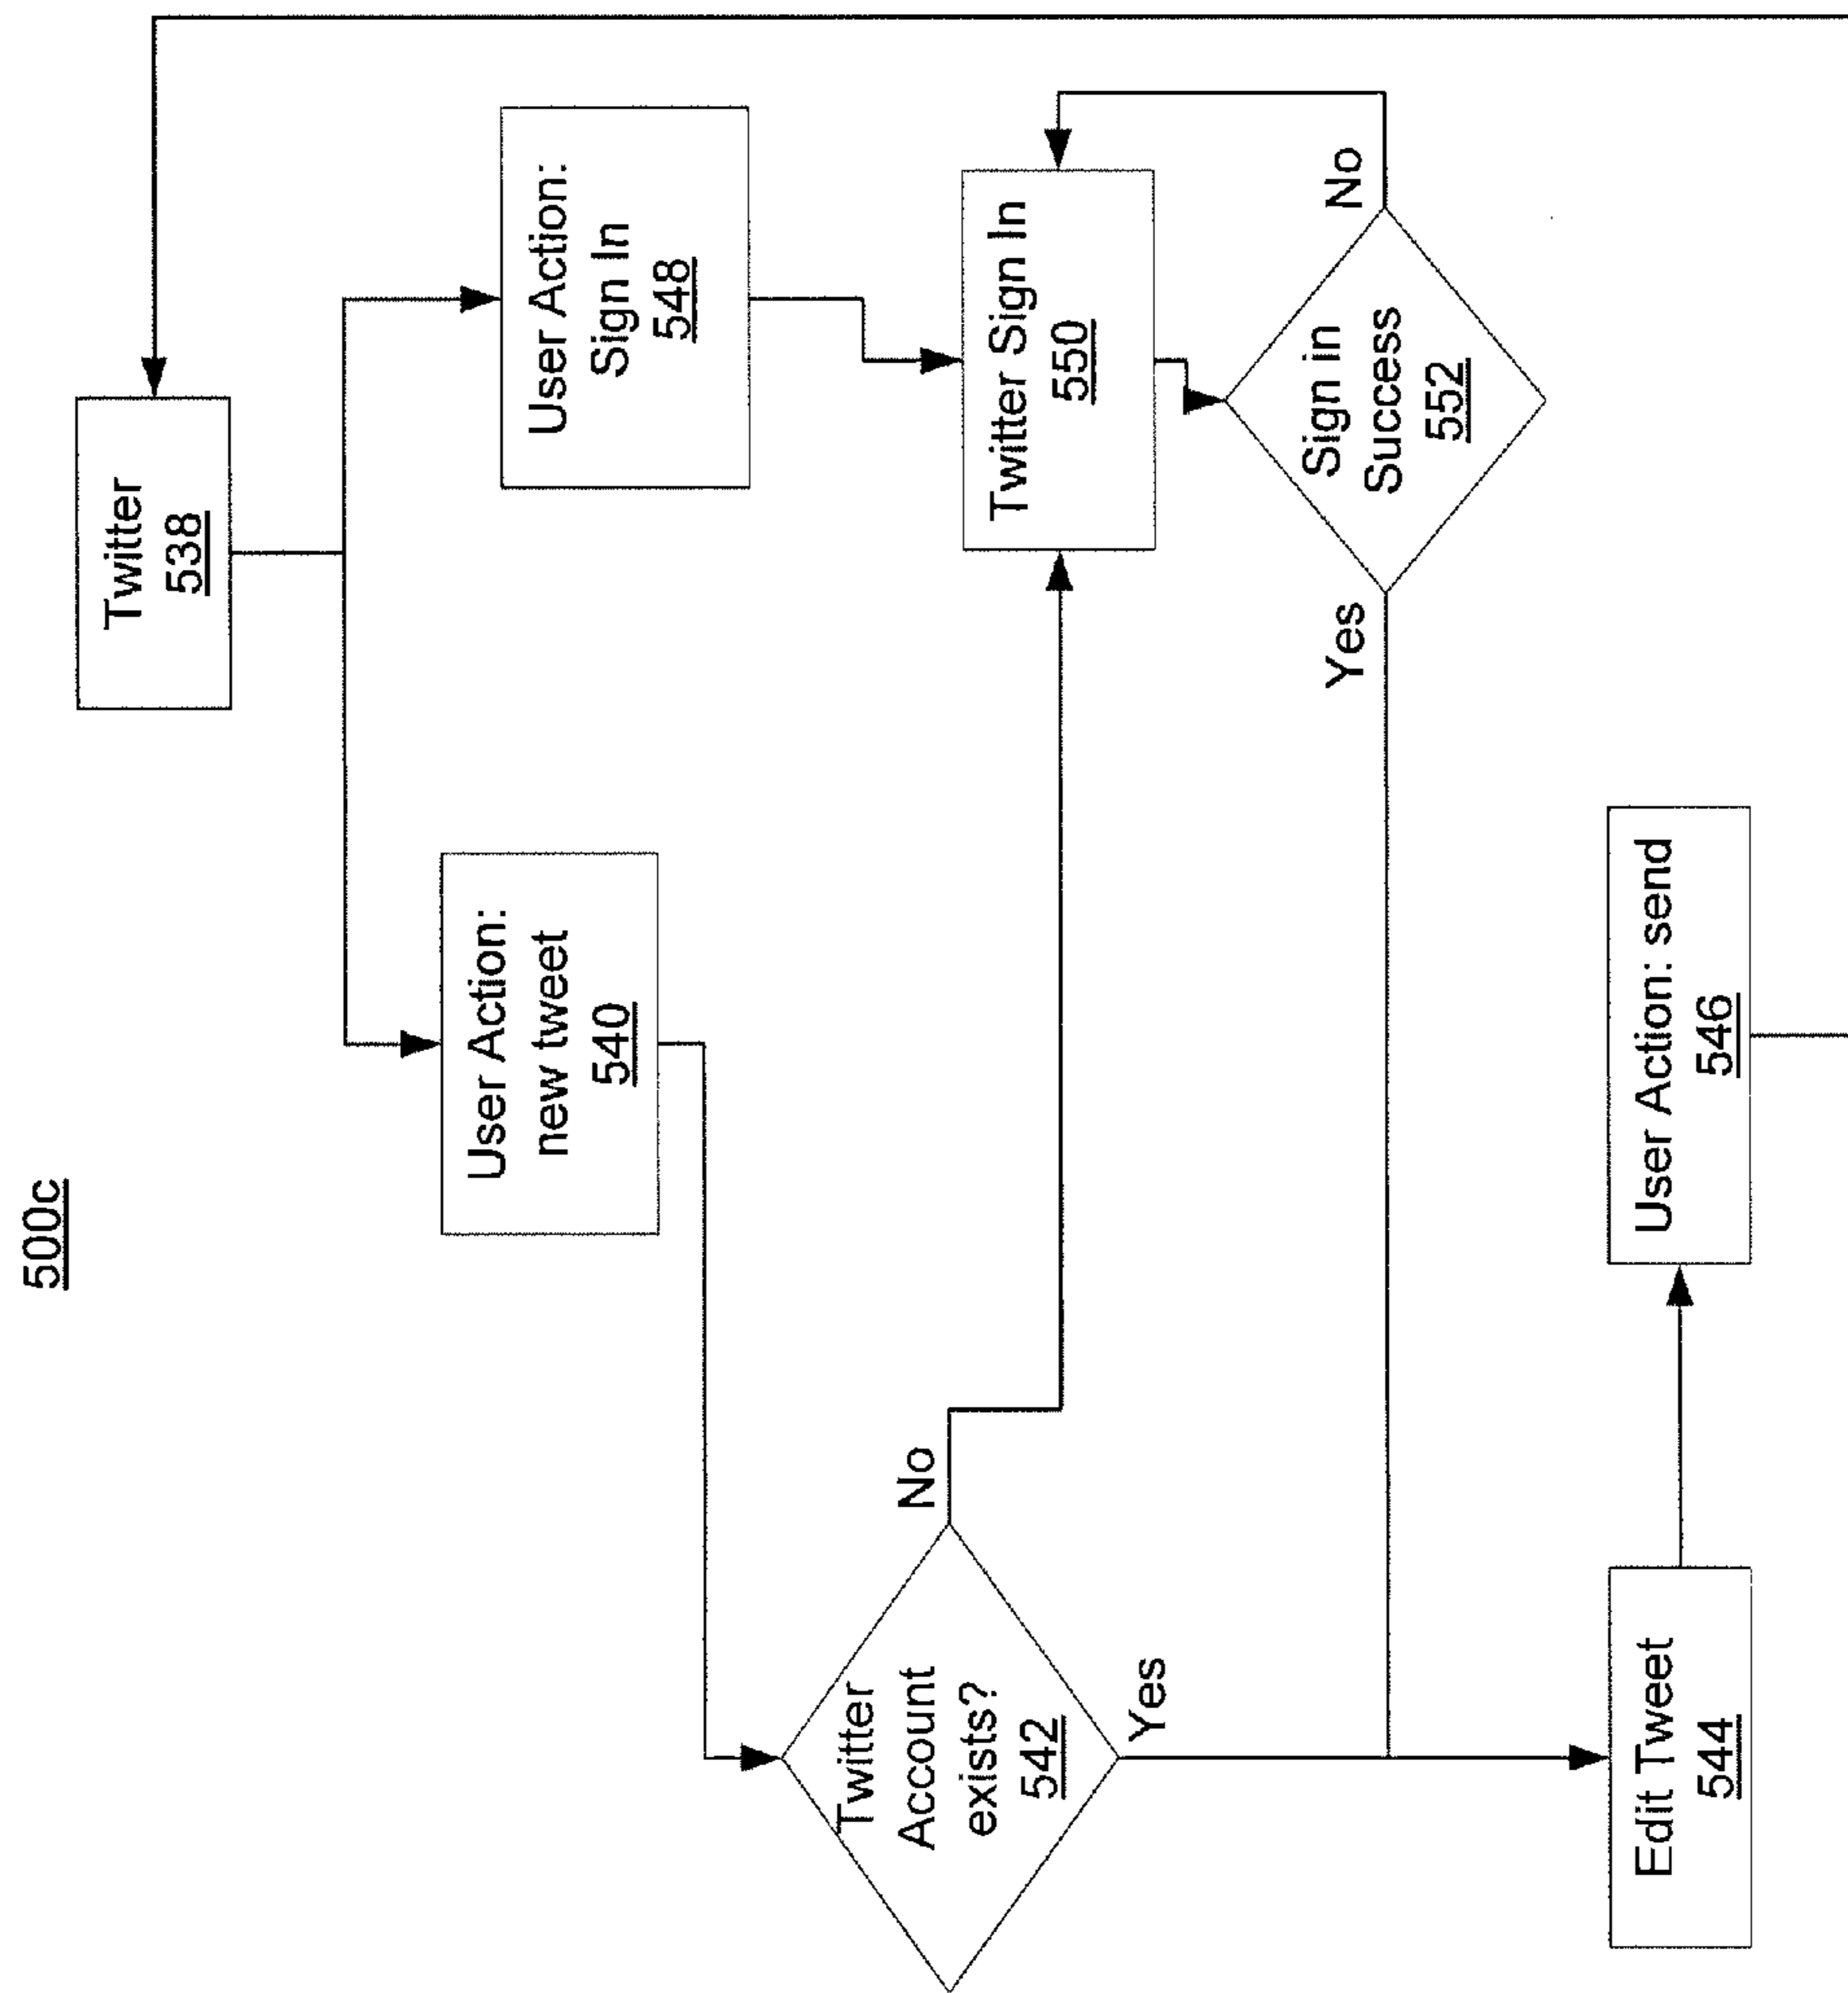 500c
Twitter
538
User Action:
new tweet
540
User Action:
Sign In
548
Twitter
Account
exists?
542
No
Yes
Twitter Sign In
550
Sign in
Success
552
No
Yes
Edit Tweet
544
User Action: send
546